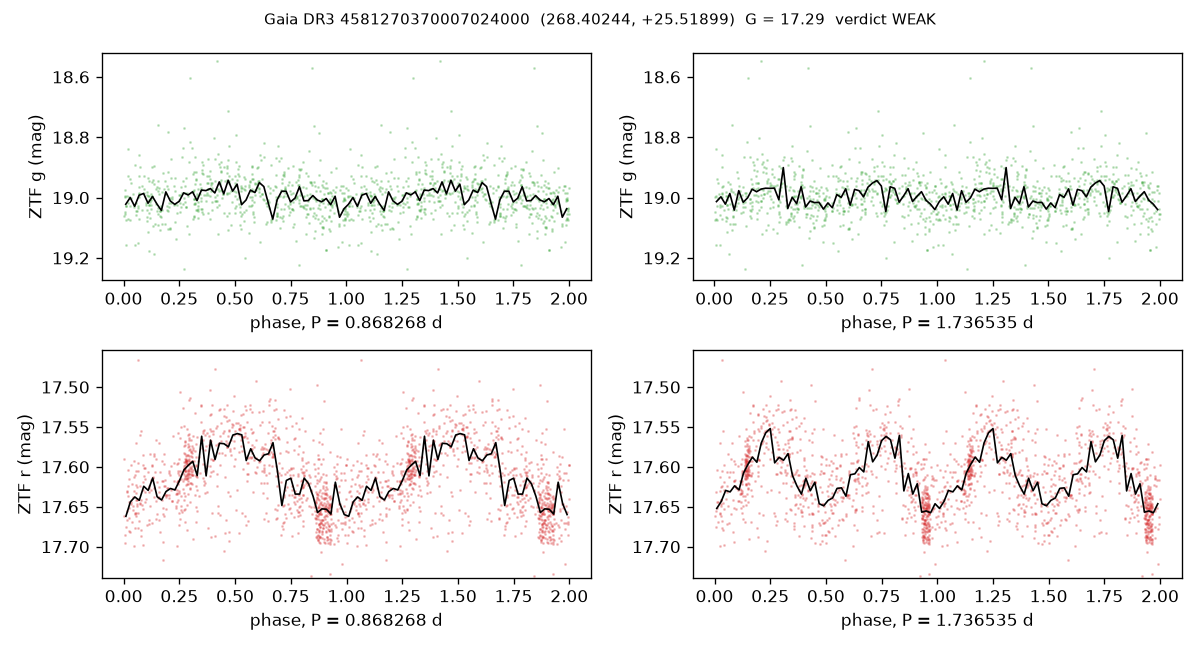 Gaia DR3 4581270370007024000 (268.40244, +25.51899) G = 17.29 verdict WEAK
ZTF g (mag)
18.6
18.8
19.0
19.2
0.00 0.25 0.50 0.75 1.00 1.25 1.50 1.75 2.00
phase, P = 0.868268 d
ZTF g (mag)
18.6
18.8
19.0
19.2
0.00 0.25 0.50 0.75 1.00 1.25 1.50 1.75 2.00
phase, P = 1.736535 d
ZTF r (mag)
17.50
17.55
17.60
17.65
17.70
0.00 0.25 0.50 0.75 1.00 1.25 1.50 1.75 2.00
phase, P = 0.868268 d
ZTF r (mag)
17.50
17.55
17.60
17.65
17.70
0.00 0.25 0.50 0.75 1.00 1.25 1.50 1.75 2.00
phase, P = 1.736535 d